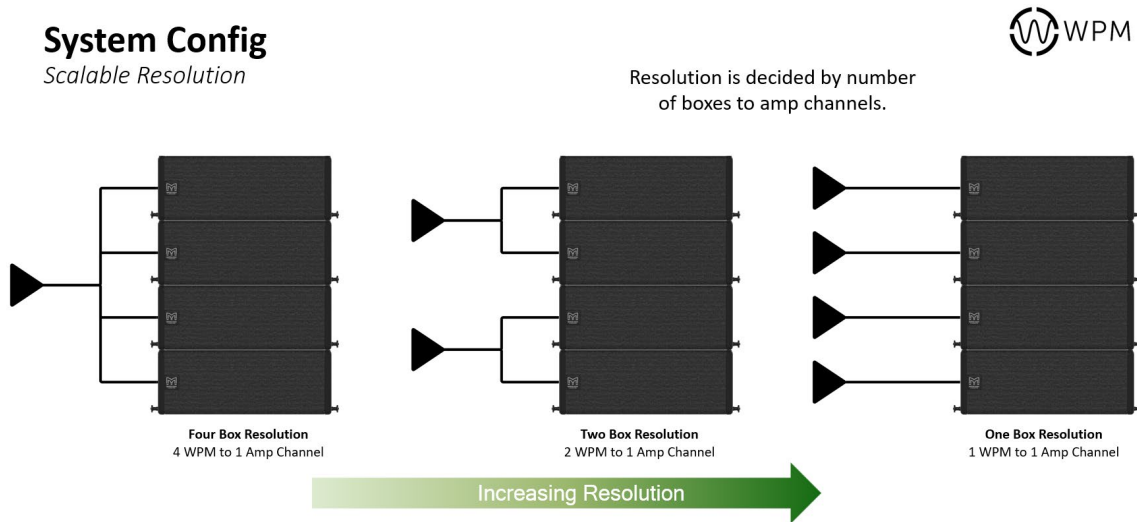 System Config
Scalable Resolution
WPM
Resolution is decided by number
of boxes to amp channels.
Four Box Resolution
4 WPM to 1 Amp Channel
Two Box Resolution
2 WPM to 1 Amp Channel
One Box Resolution
1 WPM to 1 Amp Channel
Increasing Resolution